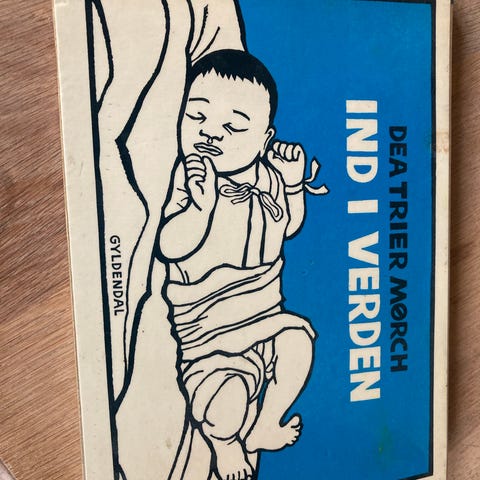 DEA TRIER MØRCH
IND I VERDEN
GYLDENDAL